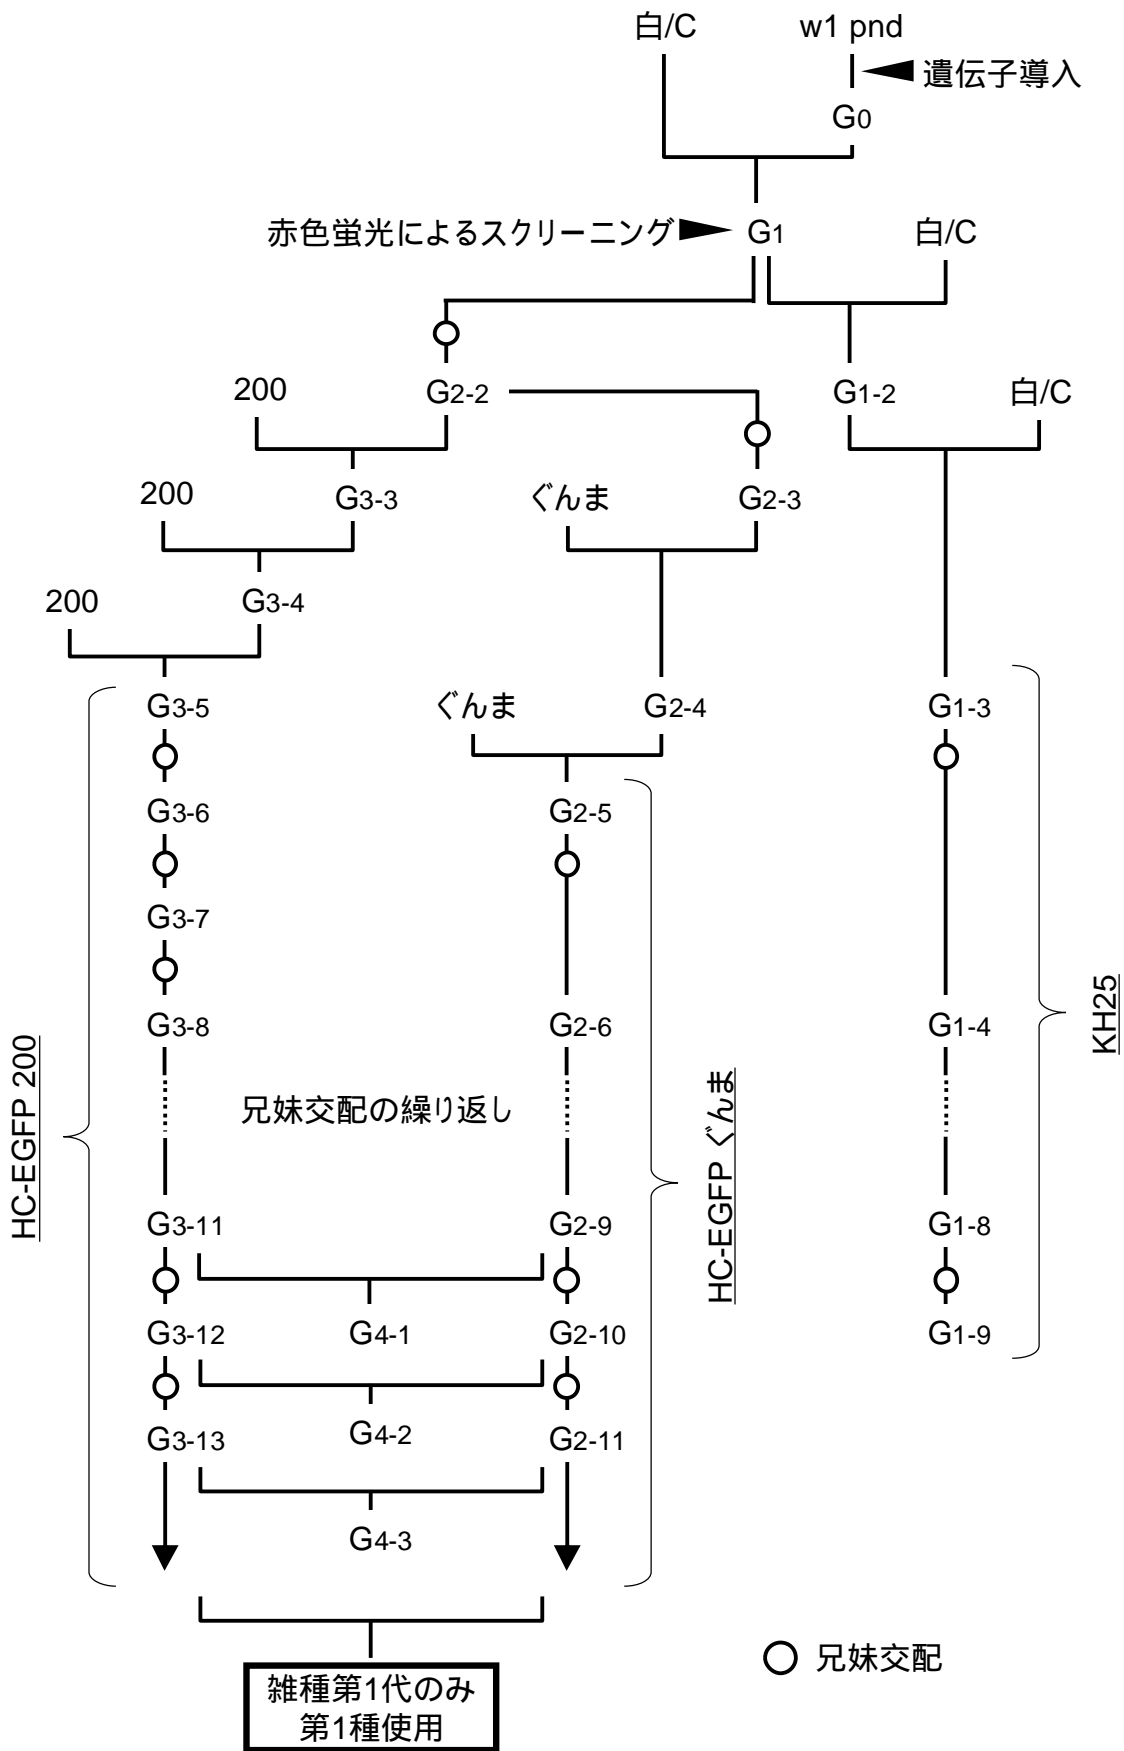 白/C
w1 pnd
遺伝子導入
G0
赤色蛍光によるスクリーニング
G1
白/C
200
G2-2
G1-2
白/C
200
G3-3
ぐんま
G2-3
200
G3-4
G3-5
ぐんま
G2-4
G1-3
G3-6
G2-5
G3-7
G3-8
G2-6
G1-4
KH25
HC-EGFP 200
兄妹交配の繰り返し
HC-EGFP ぐんま
G3-11
G2-9
G1-8
G3-12
G4-1
G2-10
G1-9
G3-13
G4-2
G2-11
G4-3
兄妹交配
雑種第1代のみ
第1種使用